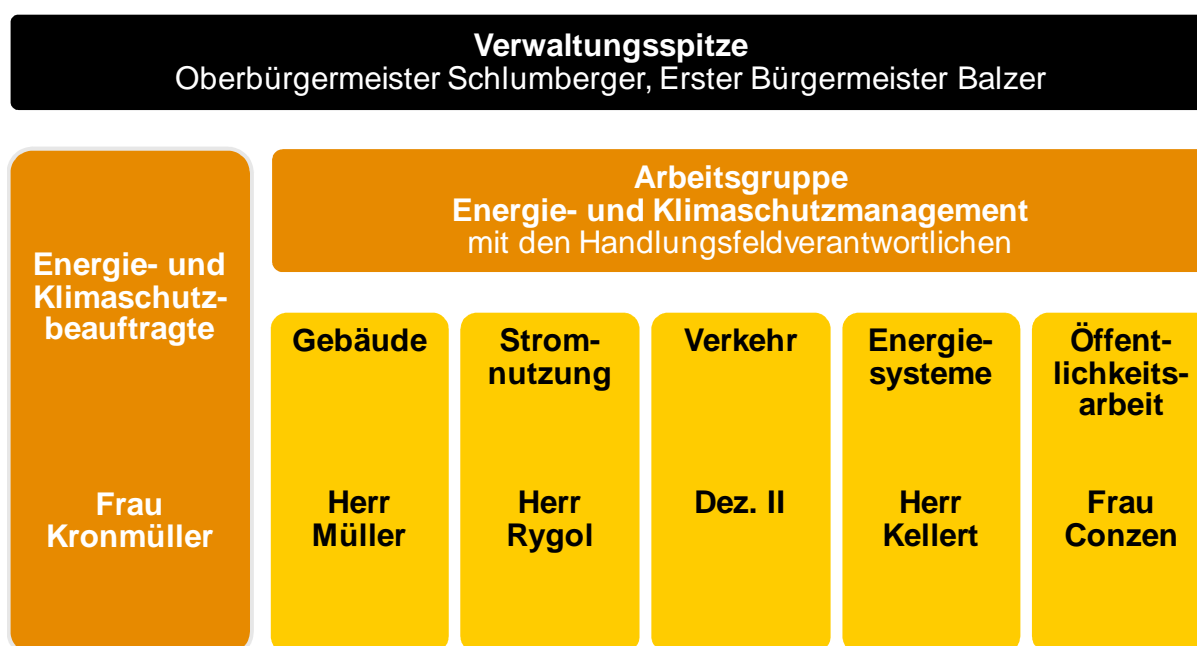 Verwaltungsspitze
Oberbürgermeister Schlumberger, Erster Bürgermeister Balzer
Energie- und
Klimaschutz-
beauftragte
Frau
Kronmüller
Arbeitsgruppe
Energie- und Klimaschutzmanagement
mit den Handlungsfeldverantwortlichen
Gebäude
Herr
Müller
Strom-
nutzung
Herr
Rygol
Verkehr
Dez. II
Energie-
systeme
Herr
Kellert
Öffent-
lichkeits-
arbeit
Frau
Conzen